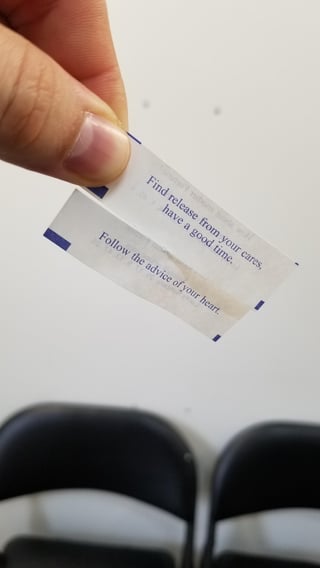 Find release from your cares,
have a good time.
Follow the advice of your heart.